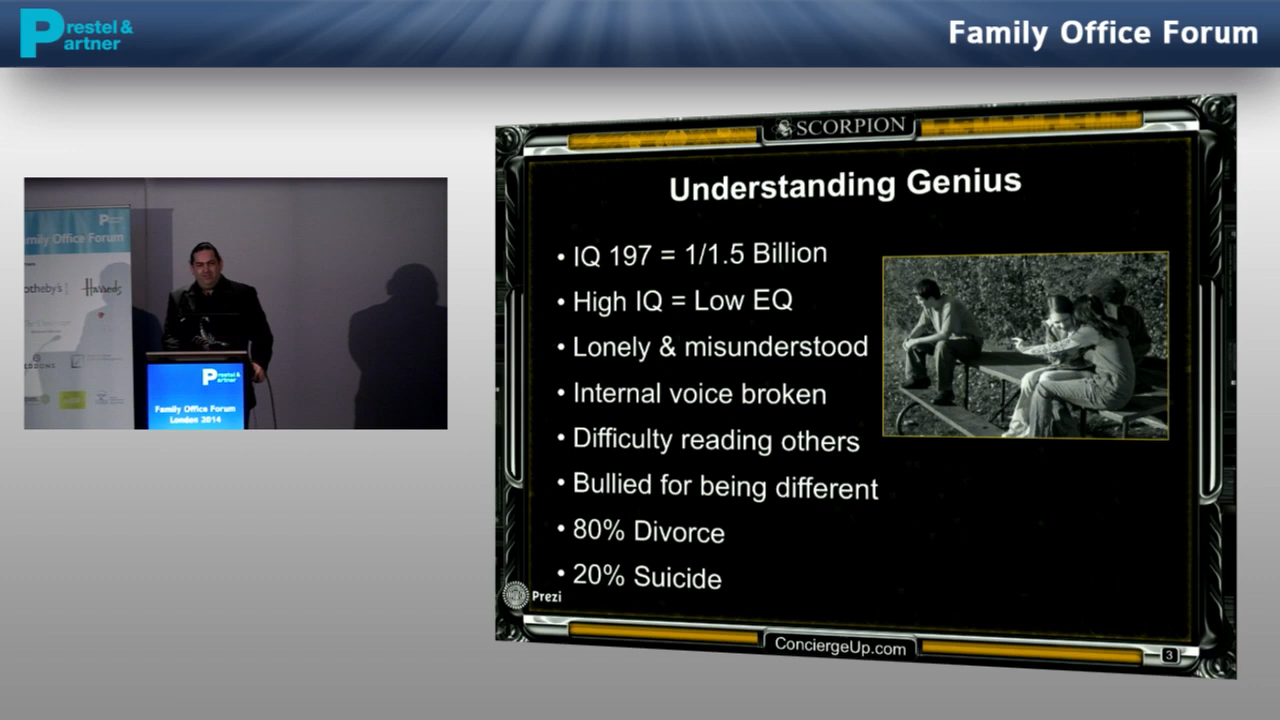 Prestel & Partner
Family Office Forum
SCORPION
Understanding Genius
• IQ 197 = 1/1.5 Billion
• High IQ = Low EQ
• Lonely & misunderstood
• Internal voice broken
• Difficulty reading others
• Bullied for being different
• 80% Divorce
• 20% Suicide
Prezi
ConciergeUp.com
3
mily Office Forum
otheby's
Harrods
Prestel & Partner
Family Office Forum
London 2014